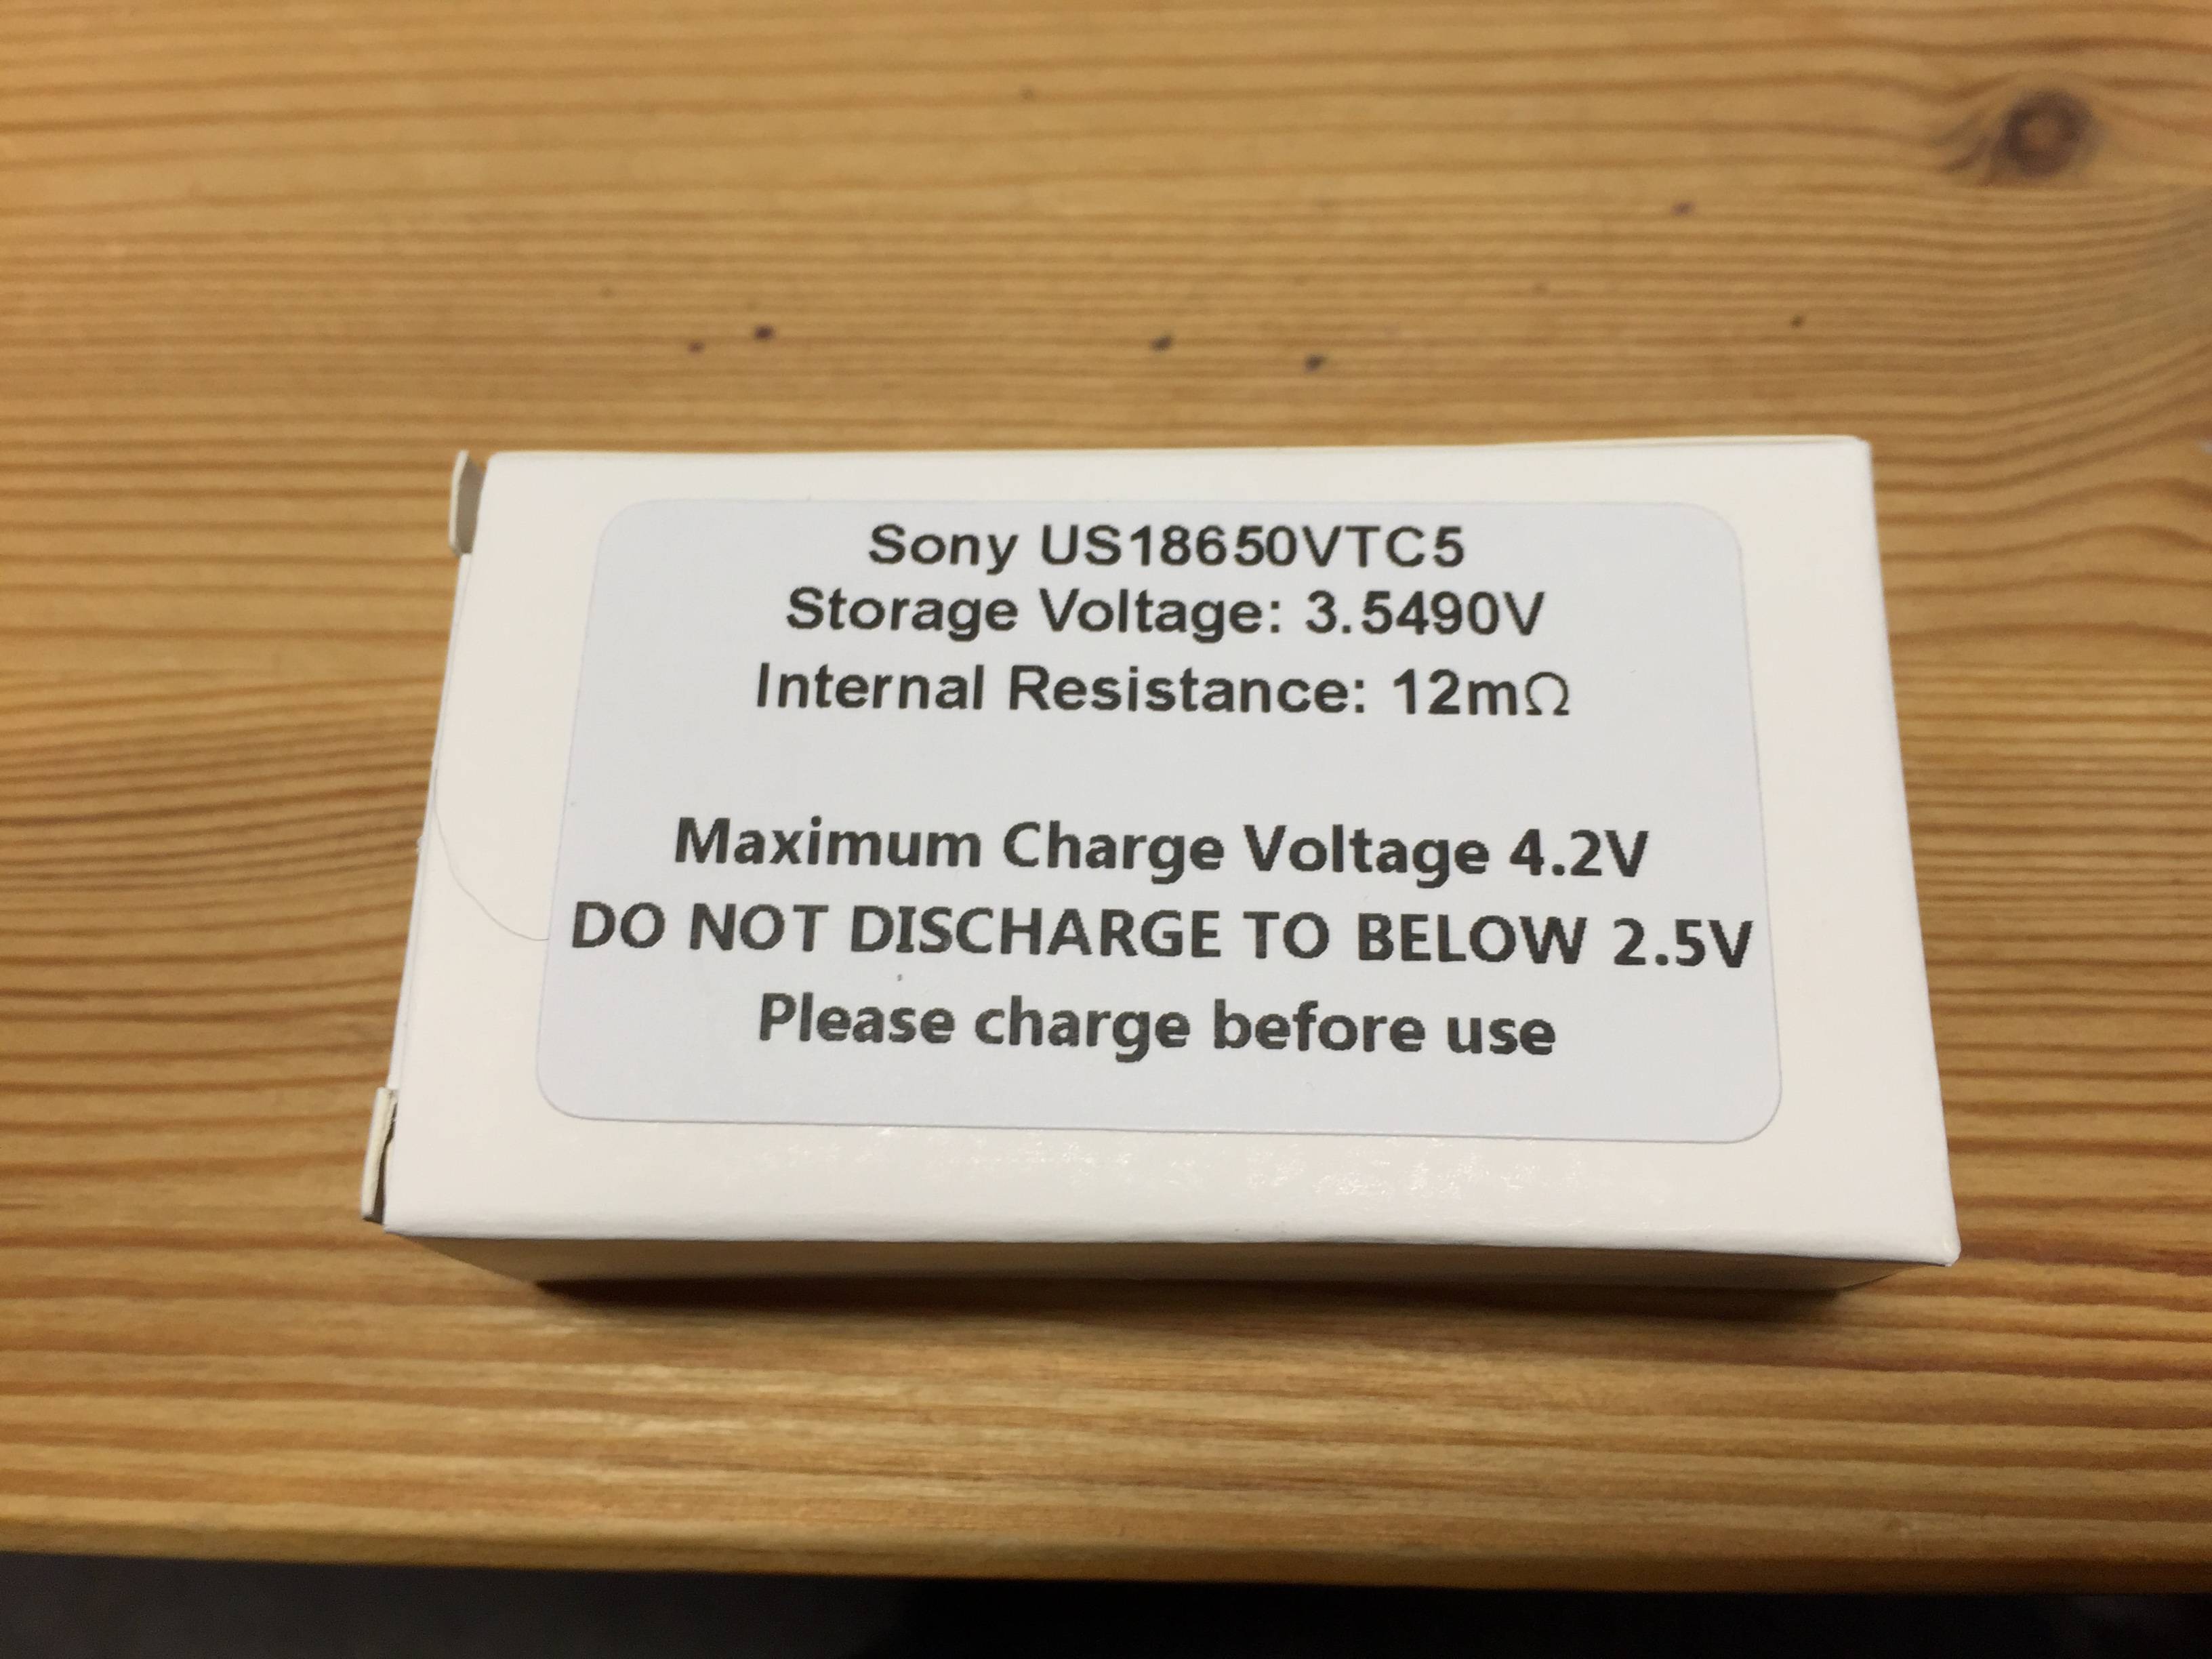 Sony US18650VTC5
Storage Voltage: 3.5490V
Internal Resistance: 12mΩ
Maximum Charge Voltage 4.2V
DO NOT DISCHARGE TO BELOW 2.5V
Please charge before use